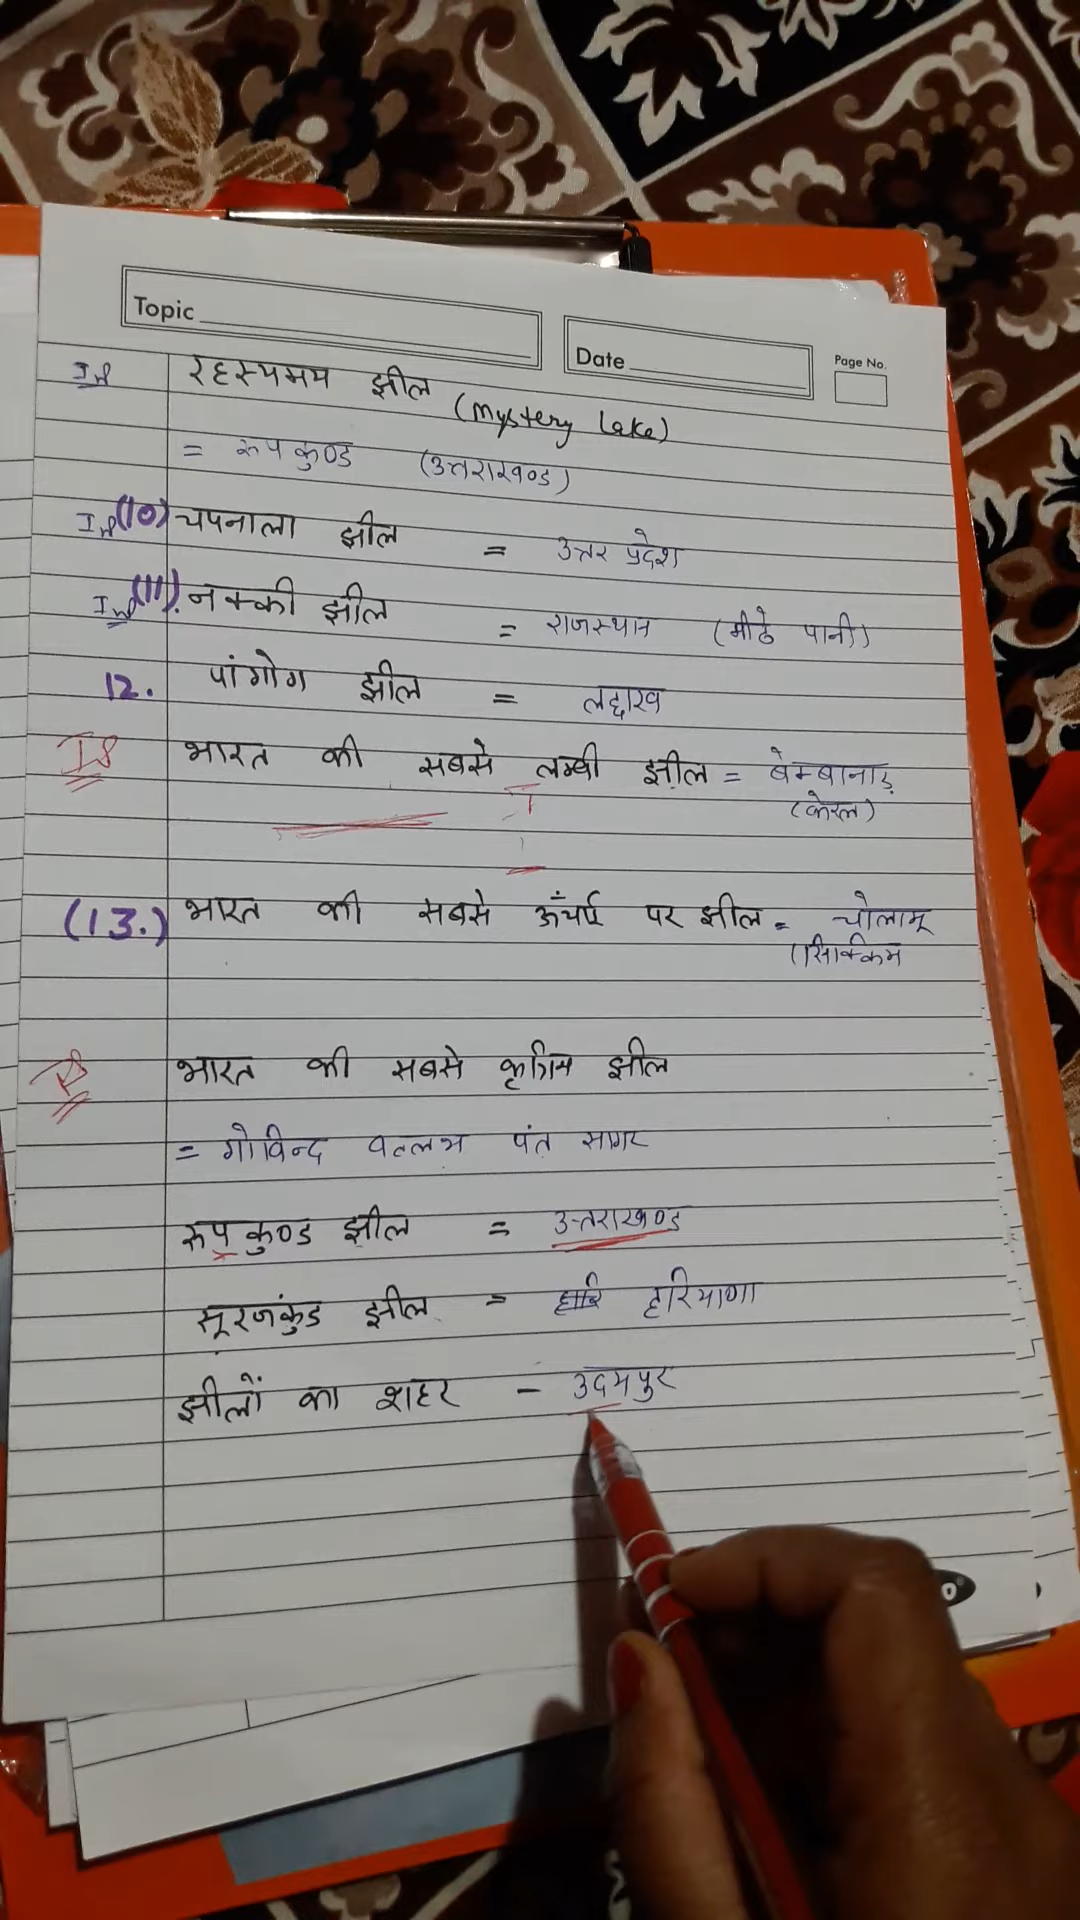 Topic
Date
Page No.
Imp रहस्यमय झील (Mystery Lake)
= रूपकुण्ड (उत्तराखण्ड)
Imp (10) चपनाला झील = उत्तर प्रदेश
Imp (11). नक्की झील = राजस्थान (मीठे पानी)
12. पांगोग झील = लद्दाख
भारत की सबसे लम्बी झील = बेम्बानाड़
(केरल)
(13.) भारत की सबसे ऊँचाई पर झील = चोलामू
(सिक्किम
भारत की सबसे कृत्रिम झील
= गोविन्द वल्लभ पंत सागर
रूपकुण्ड झील = उत्तराखण्ड
सूरजकुंड झील = हरियाणा
झीलों का शहर – उदयपुर